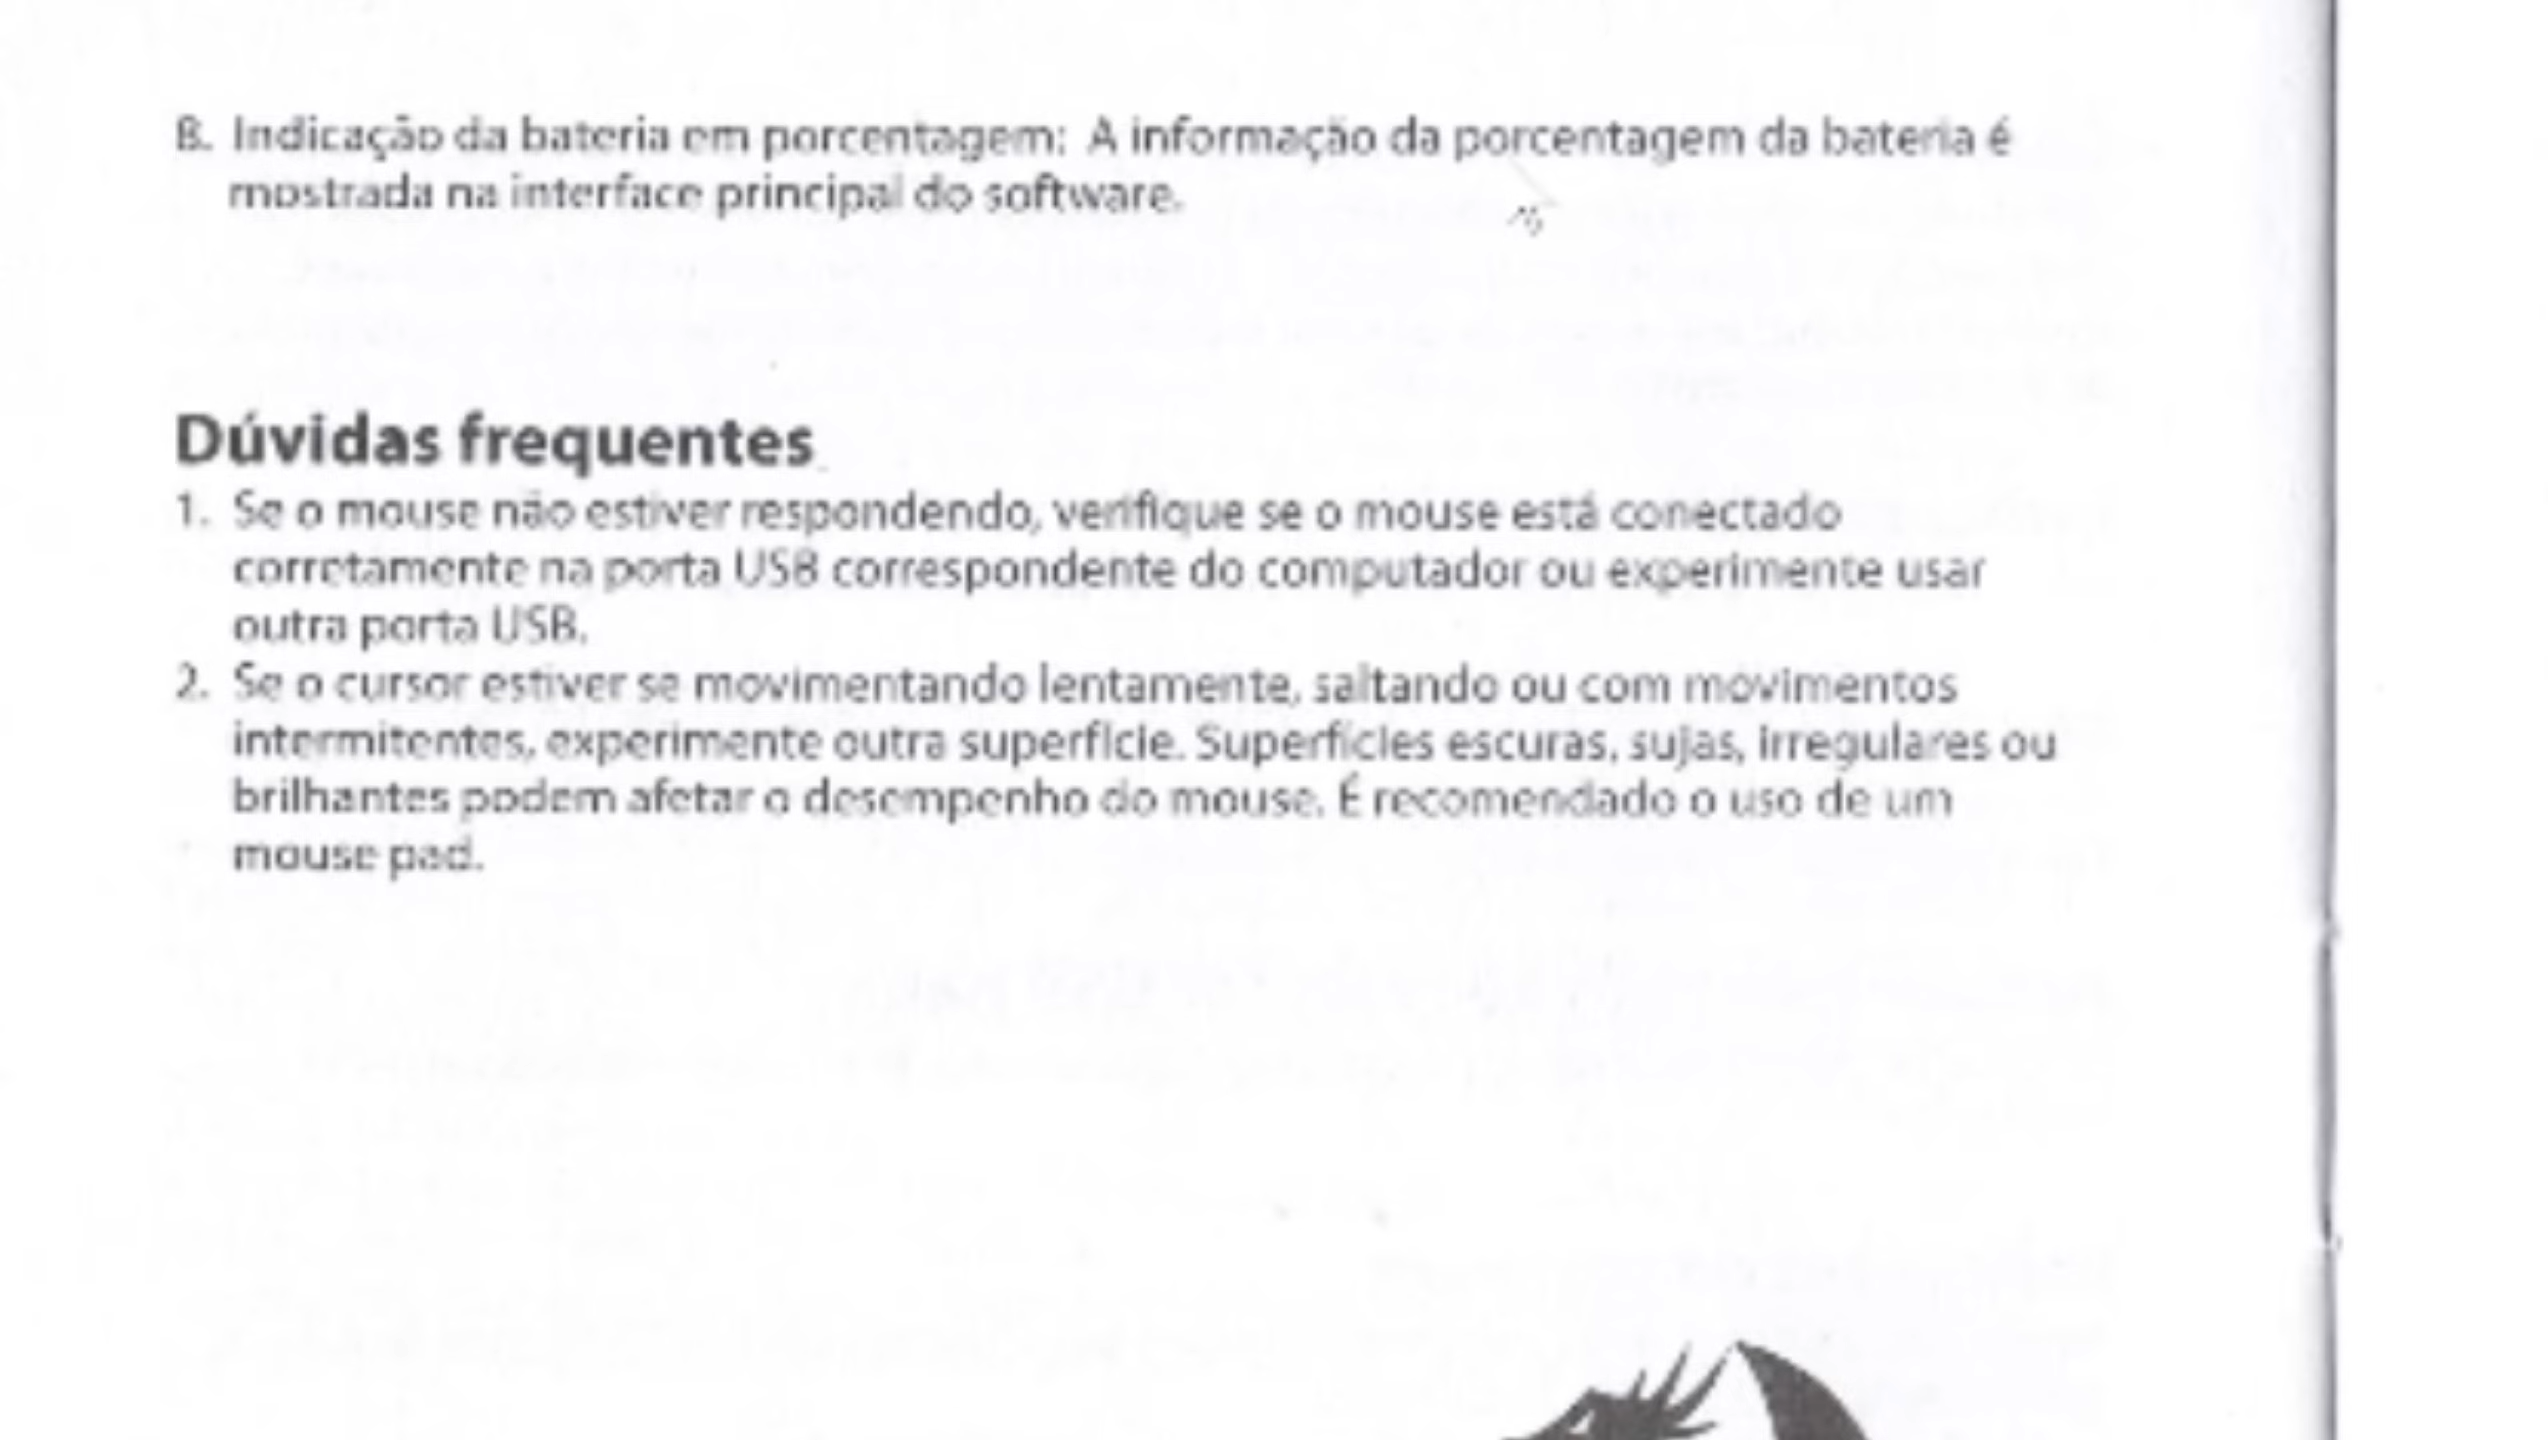 B. Indicação da bateria em porcentagem: A informação da porcentagem da bateria é
mostrada na interface principal do software.
Dúvidas frequentes
1. Se o mouse não estiver respondendo, verifique se o mouse está conectado
corretamente na porta USB correspondente do computador ou experimente usar
outra porta USB.
2. Se o cursor estiver se movimentando lentamente, saltando ou com movimentos
intermitentes, experimente outra superfície. Superfícies escuras, sujas, irregulares ou
brilhantes podem afetar o desempenho do mouse. É recomendado o uso de um
mouse pad.